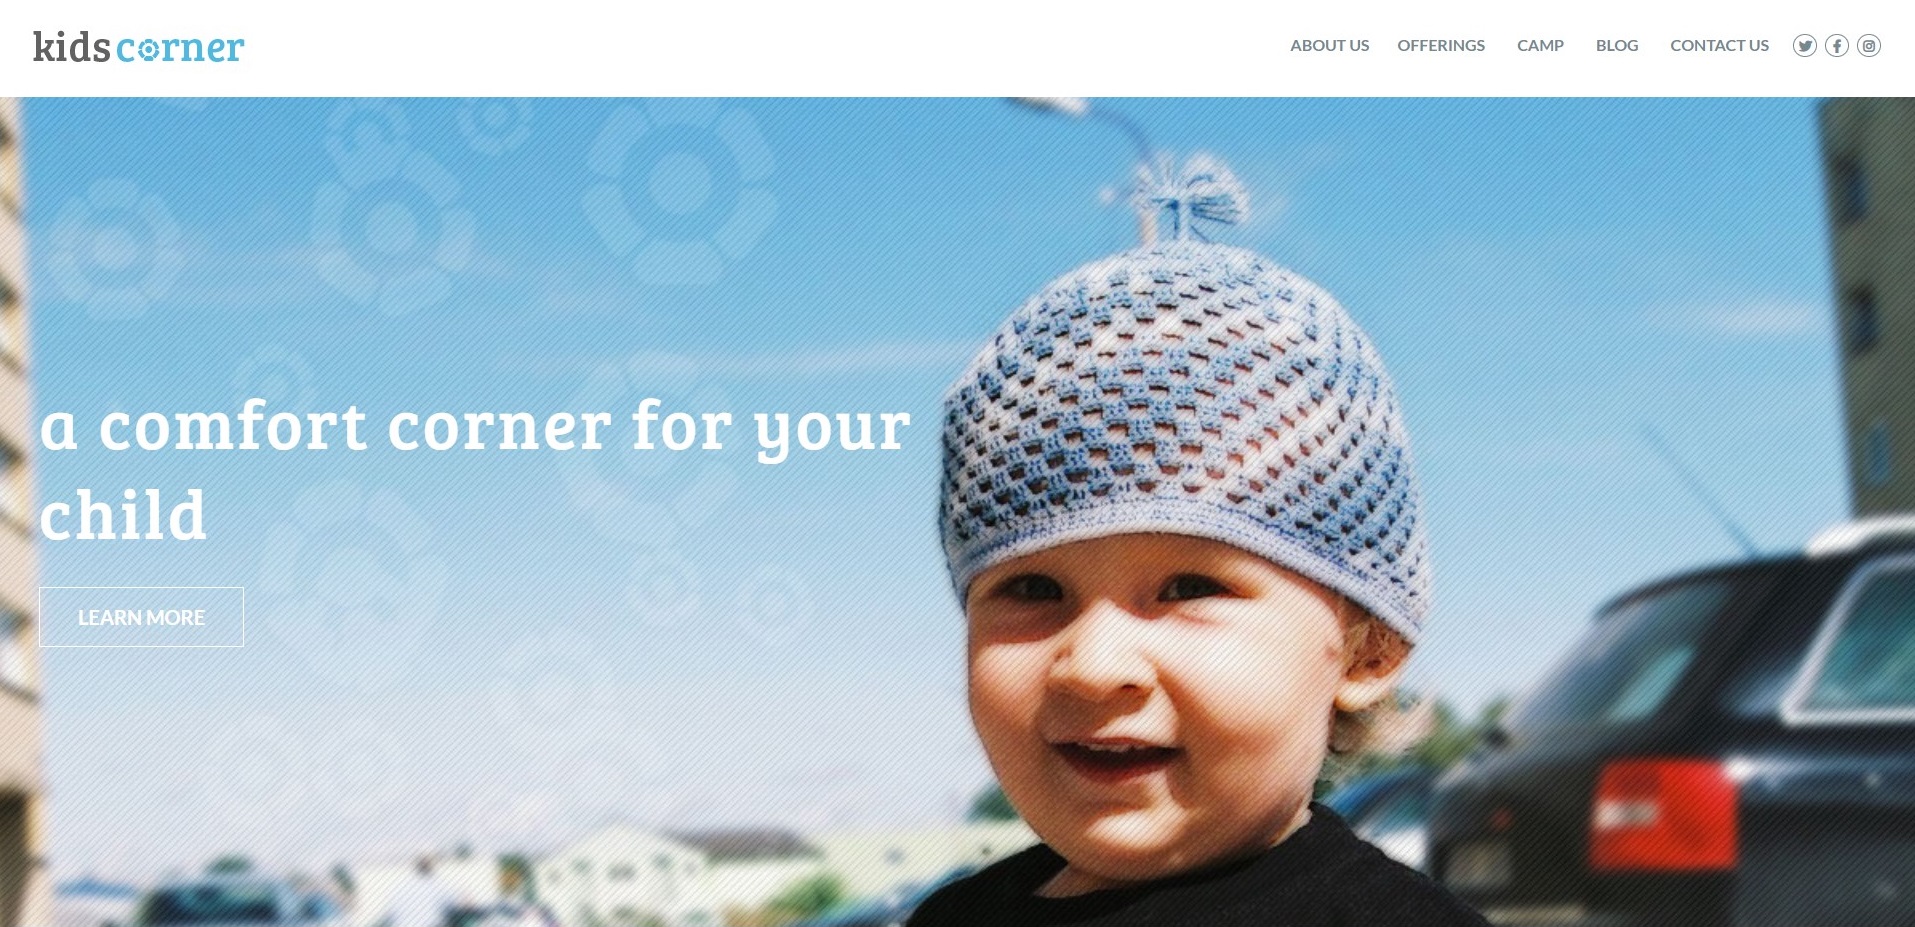 kids corner
ABOUT US OFFERINGS CAMP BLOG CONTACT US
a comfort corner for your
child
LEARN MORE